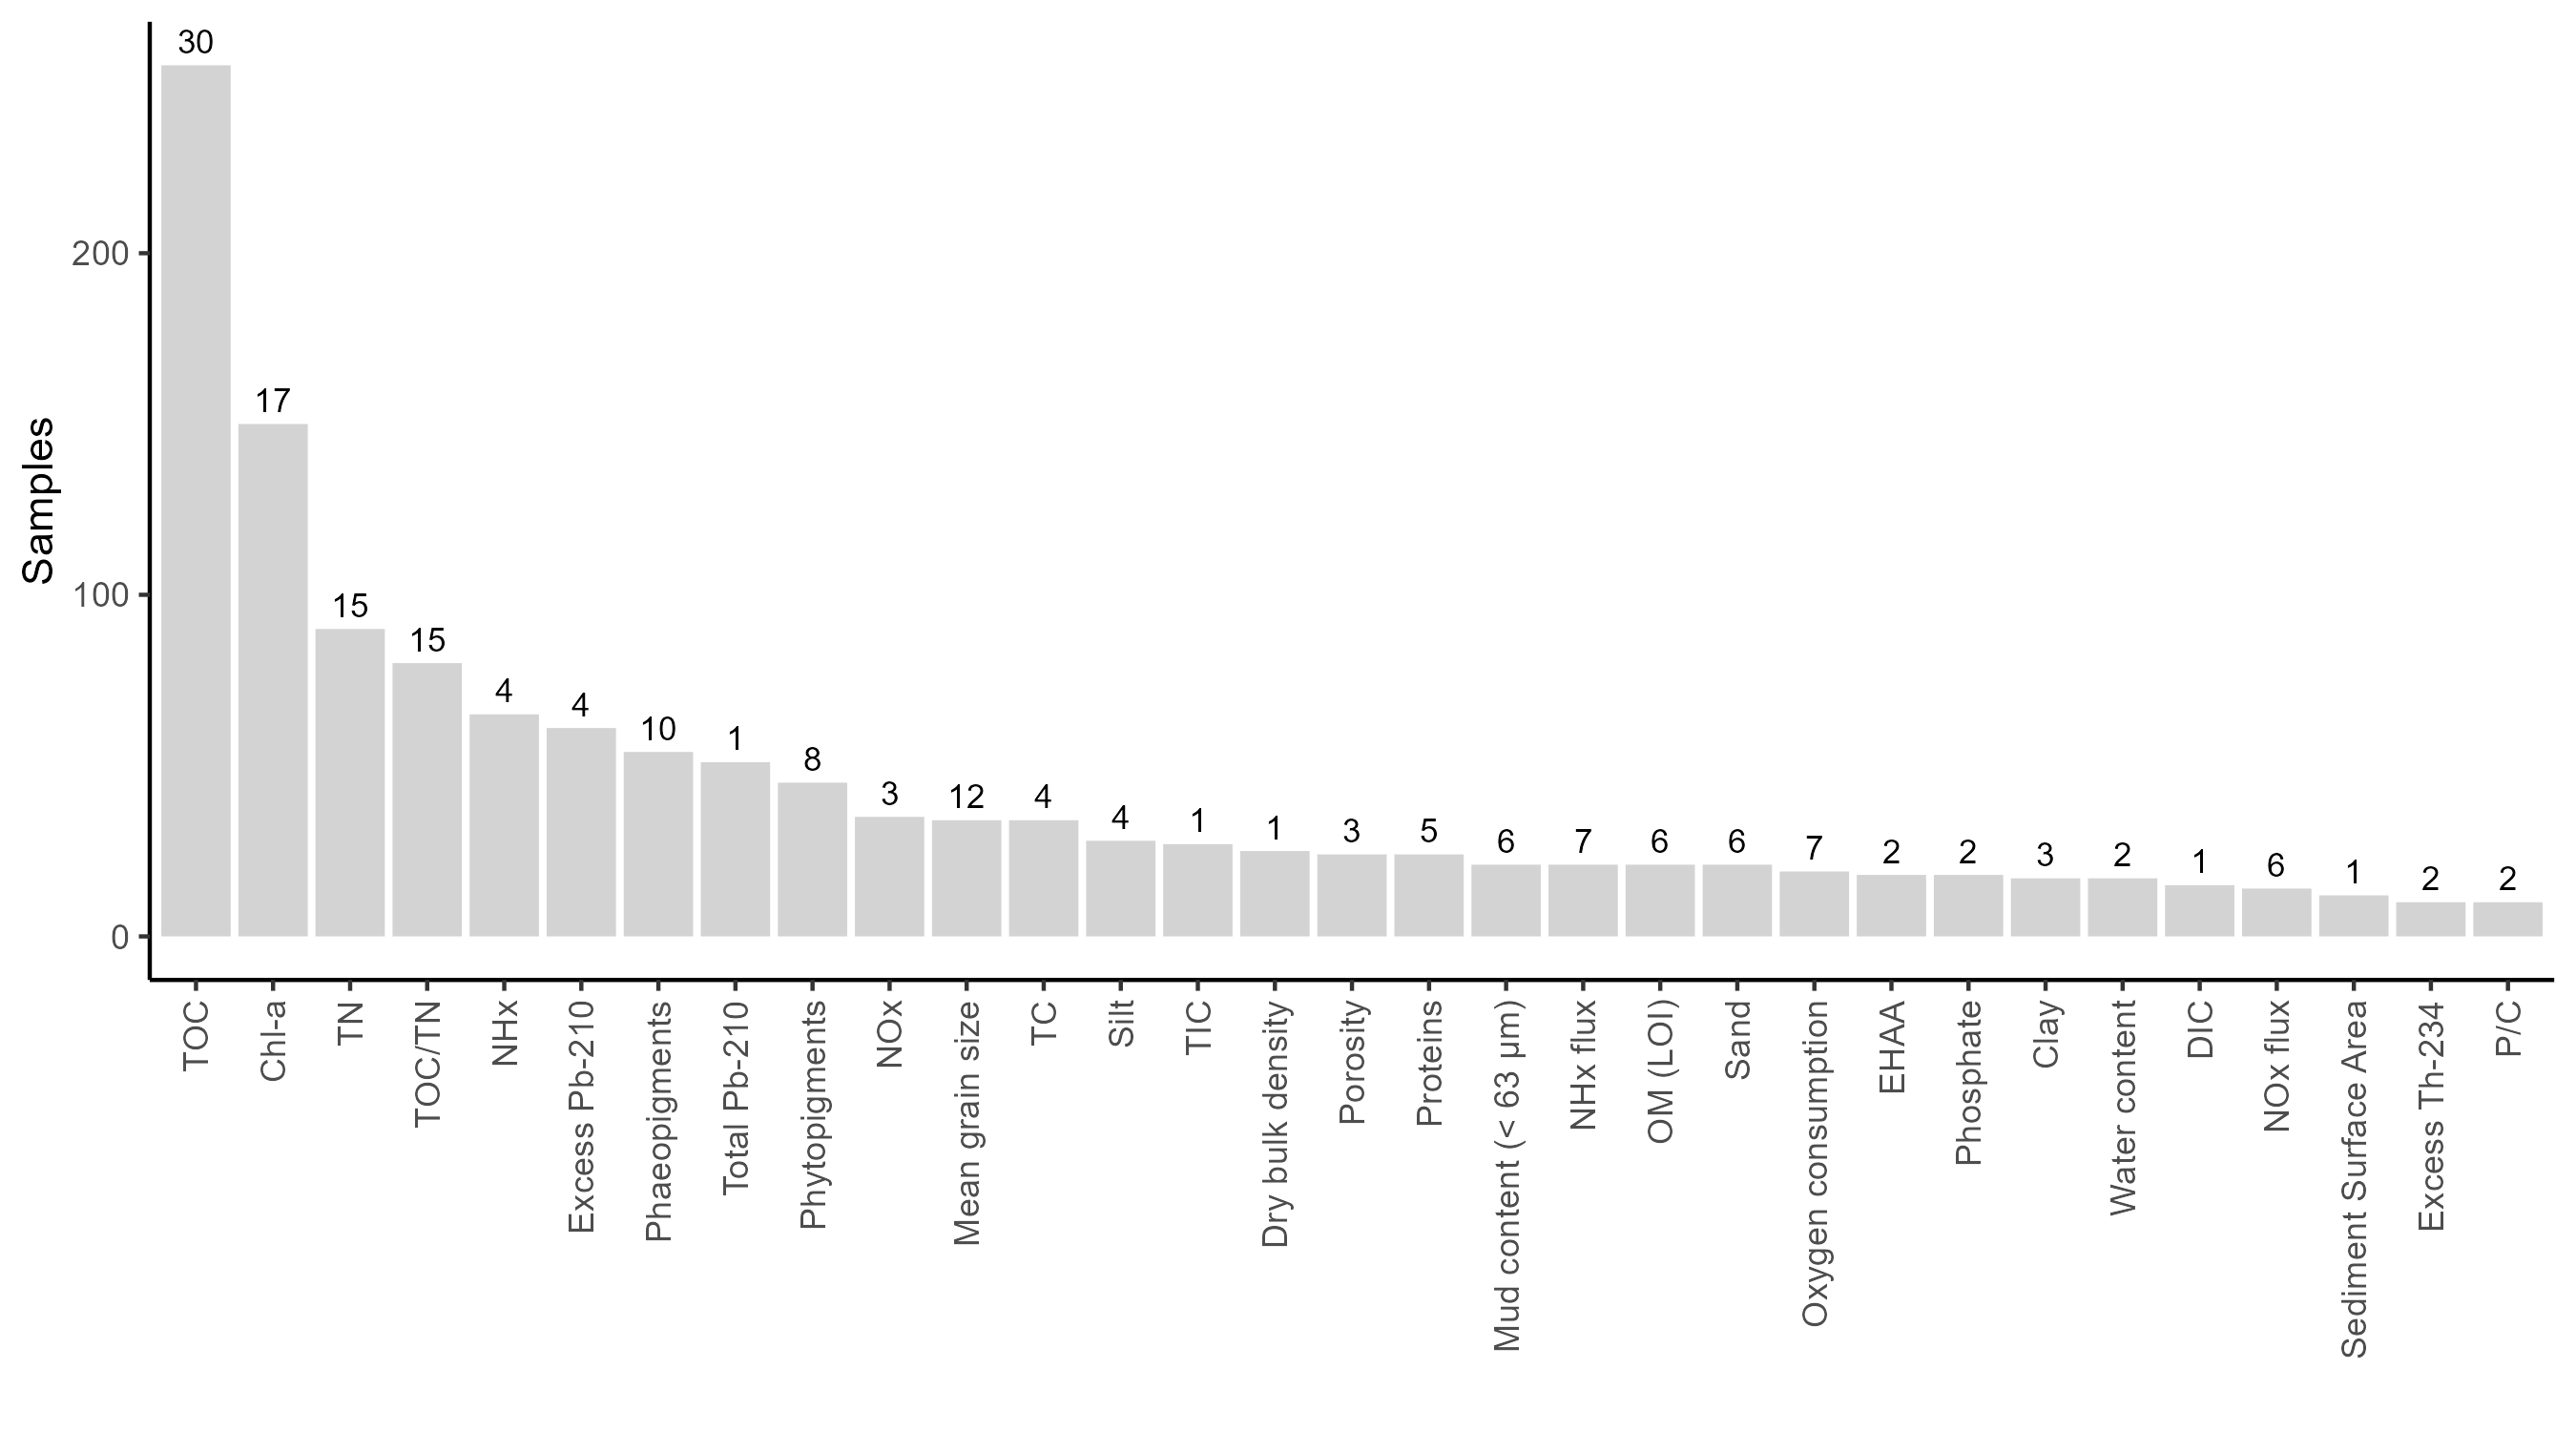 Samples
200
100
0
30
17
15
15
4
4
10
1
8
3
12
4
4
1
1
3
5
6
7
6
6
7
2
2
3
2
1
6
1
2
2
TOC
Chl-a
TN
TOC/TN
NHx
Excess Pb-210
Phaeopigments
Total Pb-210
Phytopigments
NOx
Mean grain size
TC
Silt
TIC
Dry bulk density
Porosity
Proteins
Mud content (< 63 μm)
NHx flux
OM (LOI)
Sand
Oxygen consumption
EHAA
Phosphate
Clay
Water content
DIC
NOx flux
Sediment Surface Area
Excess Th-234
P/C